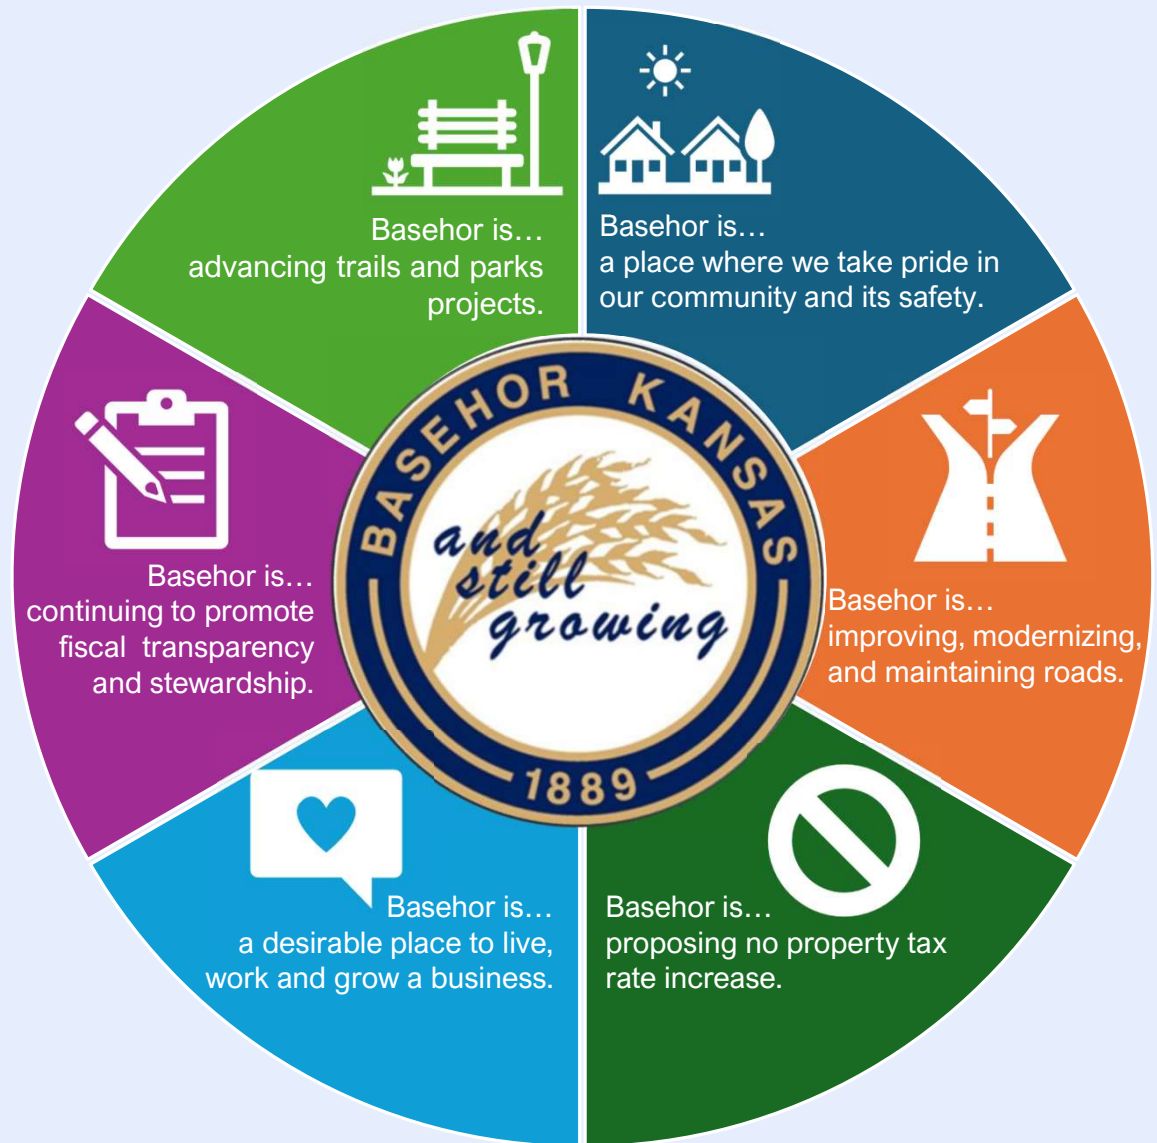 Basehor is…
advancing trails and parks
projects.
Basehor is…
a place where we take pride in
our community and its safety.
Basehor is…
continuing to promote
fiscal  transparency
and stewardship.
BASEHOR KANSAS
and
still
growing
1889
Basehor is…
improving, modernizing,
and maintaining roads.
Basehor is…
a desirable place to live,
work and grow a business.
Basehor is…
proposing no property tax
rate increase.